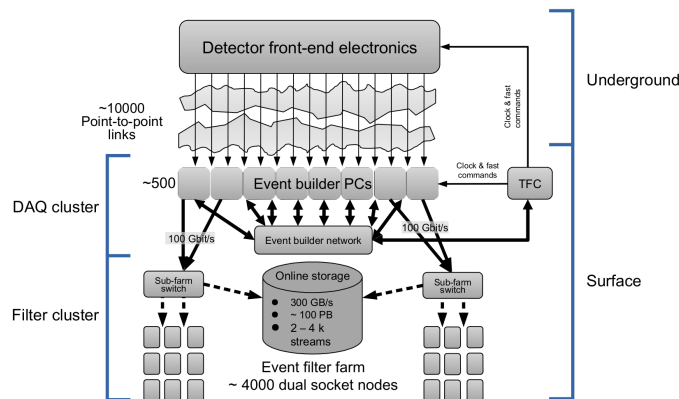 Detector front-end electronics
Underground
Clock & fast
commands
~10000
Point-to-point
links
Clock & fast
commands
~500
Event builder PCs
TFC
DAQ cluster
100 Gbit/s
100 Gbit/s
Event builder network
Surface
Sub-farm
switch
Online storage
Sub-farm
switch
300 GB/s
~ 100 PB
2 – 4 k
streams
Filter cluster
Event filter farm
~ 4000 dual socket nodes